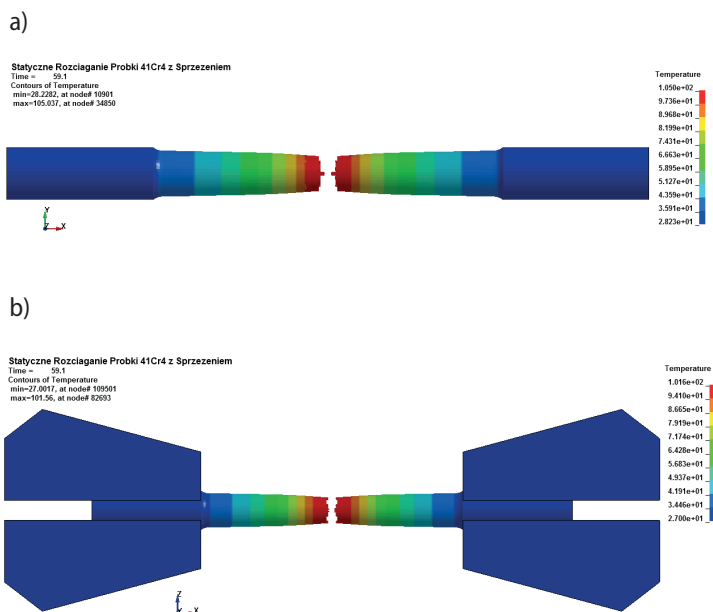 a)
Statyczne Rozciaganie Probki 41Cr4 z Sprzezeniem
Time = 59.1
Contours of Temperature
min=28.2282, at node# 10901
max=105.037, at node# 34850
Temperature
1.050e+02
9.736e+01
8.968e+01
8.199e+01
7.431e+01
6.663e+01
5.895e+01
5.127e+01
4.359e+01
3.591e+01
2.823e+01
Y
Z X
b)
Statyczne Rozciaganie Probki 41Cr4 z Sprzezeniem
Time = 59.1
Contours of Temperature
min=27.0017, at node# 109501
max=101.56, at node# 82693
Temperature
1.016e+02
9.410e+01
8.665e+01
7.919e+01
7.174e+01
6.428e+01
5.683e+01
4.937e+01
4.191e+01
3.446e+01
2.700e+01
Z
X